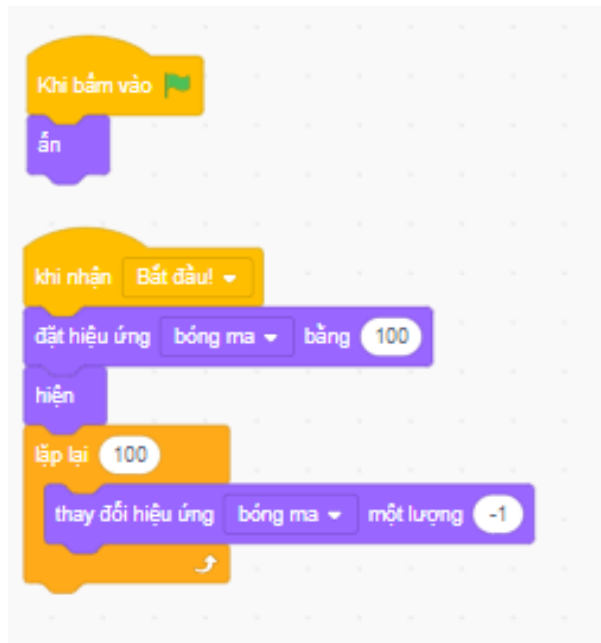 Khi bấm vào
ẩn
khi nhận Bắt đầu!
đặt hiệu ứng bóng ma bằng 100
hiện
lặp lại 100
thay đổi hiệu ứng bóng ma một lượng -1